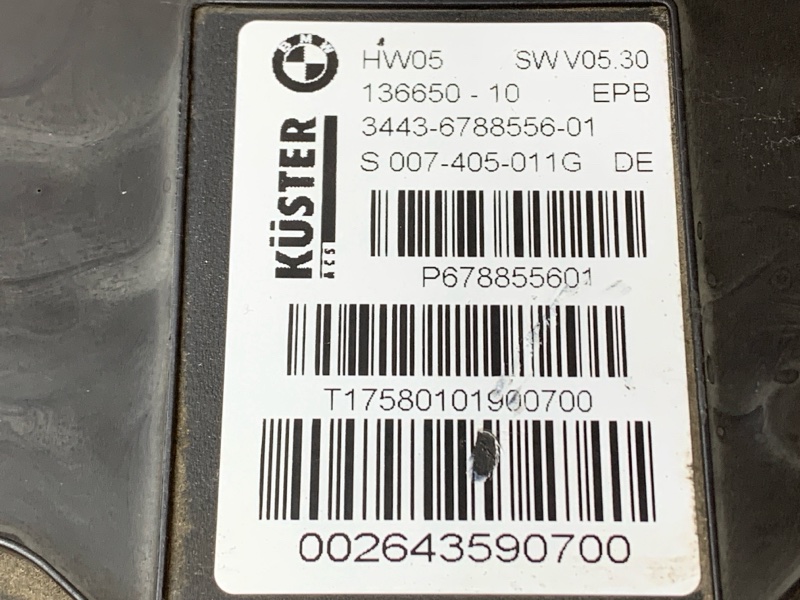 BMW
HW05 SW V05.30
136650 - 10 EPB
3443-6788556-01
S 007-405-011G DE
KÜSTER
ACS
P678855601
T17580101900700
002643590700